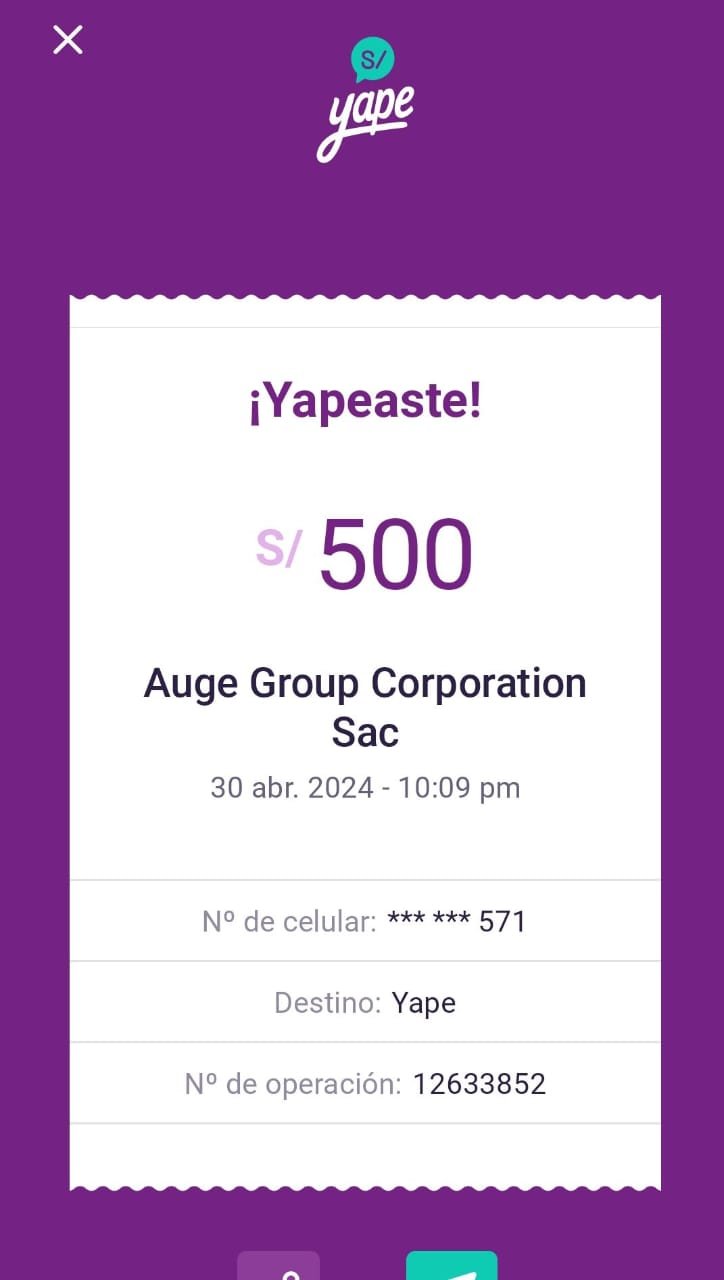 S/
yape
¡Yapeaste!
S/ 500
Auge Group Corporation
Sac
30 abr. 2024 - 10:09 pm
Nº de celular: *** *** 571
Destino: Yape
Nº de operación: 12633852